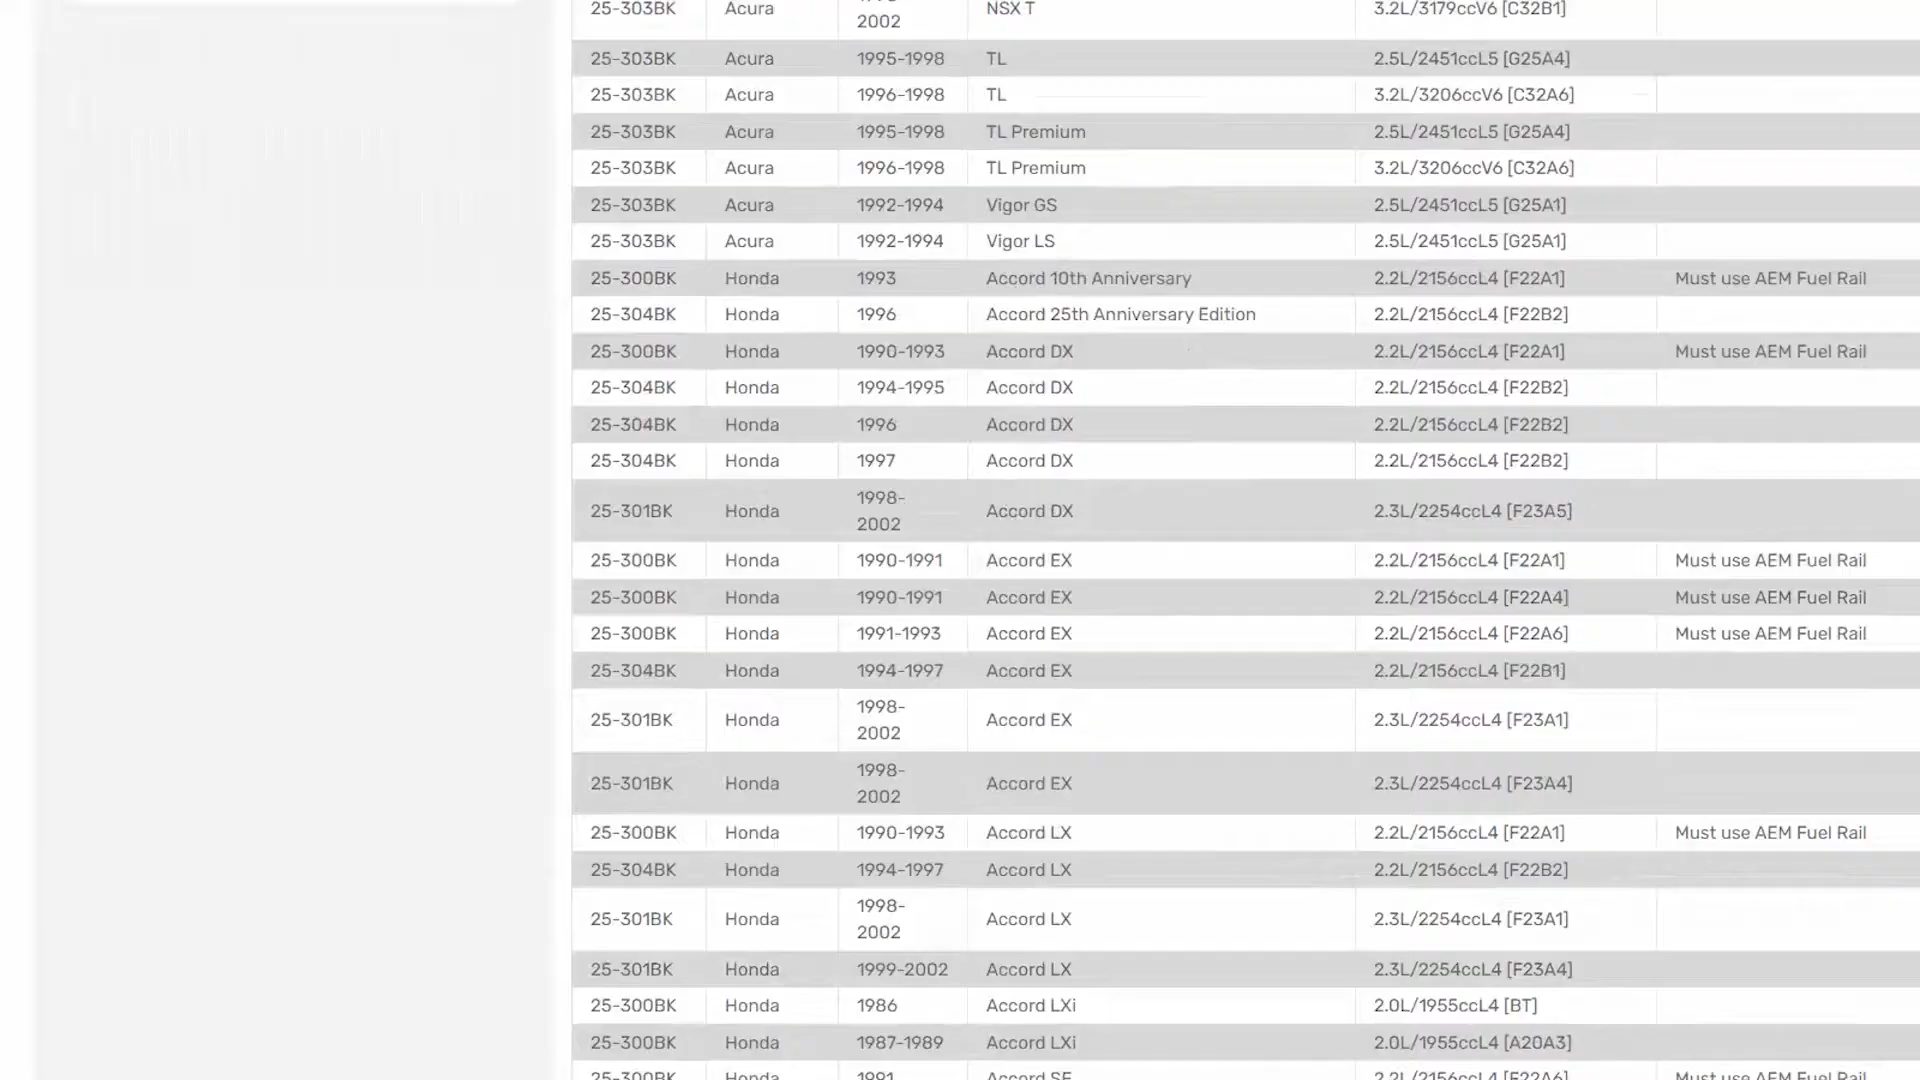 25-303BK Acura 2002 NSX T 3.2L/3179ccV6 [C32B1]
25-303BK Acura 1995-1998 TL 2.5L/2451ccL5 [G25A4]
25-303BK Acura 1996-1998 TL 3.2L/3206ccV6 [C32A6]
25-303BK Acura 1995-1998 TL Premium 2.5L/2451ccL5 [G25A4]
25-303BK Acura 1996-1998 TL Premium 3.2L/3206ccV6 [C32A6]
25-303BK Acura 1992-1994 Vigor GS 2.5L/2451ccL5 [G25A1]
25-303BK Acura 1992-1994 Vigor LS 2.5L/2451ccL5 [G25A1]
25-300BK Honda 1993 Accord 10th Anniversary 2.2L/2156ccL4 [F22A1] Must use AEM Fuel Rail
25-304BK Honda 1996 Accord 25th Anniversary Edition 2.2L/2156ccL4 [F22B2]
25-300BK Honda 1990-1993 Accord DX 2.2L/2156ccL4 [F22A1] Must use AEM Fuel Rail
25-304BK Honda 1994-1995 Accord DX 2.2L/2156ccL4 [F22B2]
25-304BK Honda 1996 Accord DX 2.2L/2156ccL4 [F22B2]
25-304BK Honda 1997 Accord DX 2.2L/2156ccL4 [F22B2]
25-301BK Honda 1998-2002 Accord DX 2.3L/2254ccL4 [F23A5]
25-300BK Honda 1990-1991 Accord EX 2.2L/2156ccL4 [F22A1] Must use AEM Fuel Rail
25-300BK Honda 1990-1991 Accord EX 2.2L/2156ccL4 [F22A4] Must use AEM Fuel Rail
25-300BK Honda 1991-1993 Accord EX 2.2L/2156ccL4 [F22A6] Must use AEM Fuel Rail
25-304BK Honda 1994-1997 Accord EX 2.2L/2156ccL4 [F22B1]
25-301BK Honda 1998-2002 Accord EX 2.3L/2254ccL4 [F23A1]
25-301BK Honda 1998-2002 Accord EX 2.3L/2254ccL4 [F23A4]
25-300BK Honda 1990-1993 Accord LX 2.2L/2156ccL4 [F22A1] Must use AEM Fuel Rail
25-304BK Honda 1994-1997 Accord LX 2.2L/2156ccL4 [F22B2]
25-301BK Honda 1998-2002 Accord LX 2.3L/2254ccL4 [F23A1]
25-301BK Honda 1999-2002 Accord LX 2.3L/2254ccL4 [F23A4]
25-300BK Honda 1986 Accord LXi 2.0L/1955ccL4 [BT]
25-300BK Honda 1987-1989 Accord LXi 2.0L/1955ccL4 [A20A3]
25-300BK Honda 1991 Accord SE 2.2L/2156ccL4 [F22A6] Must use AEM Fuel Rail